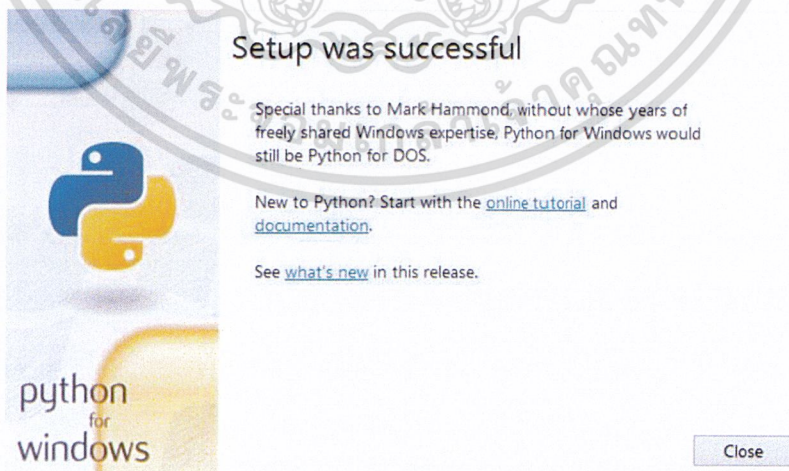 Setup was successful
Special thanks to Mark Hammond, without whose years of
freely shared Windows expertise, Python for Windows would
still be Python for DOS.
New to Python? Start with the online tutorial and
documentation.
See what's new in this release.
python
for
windows
Close